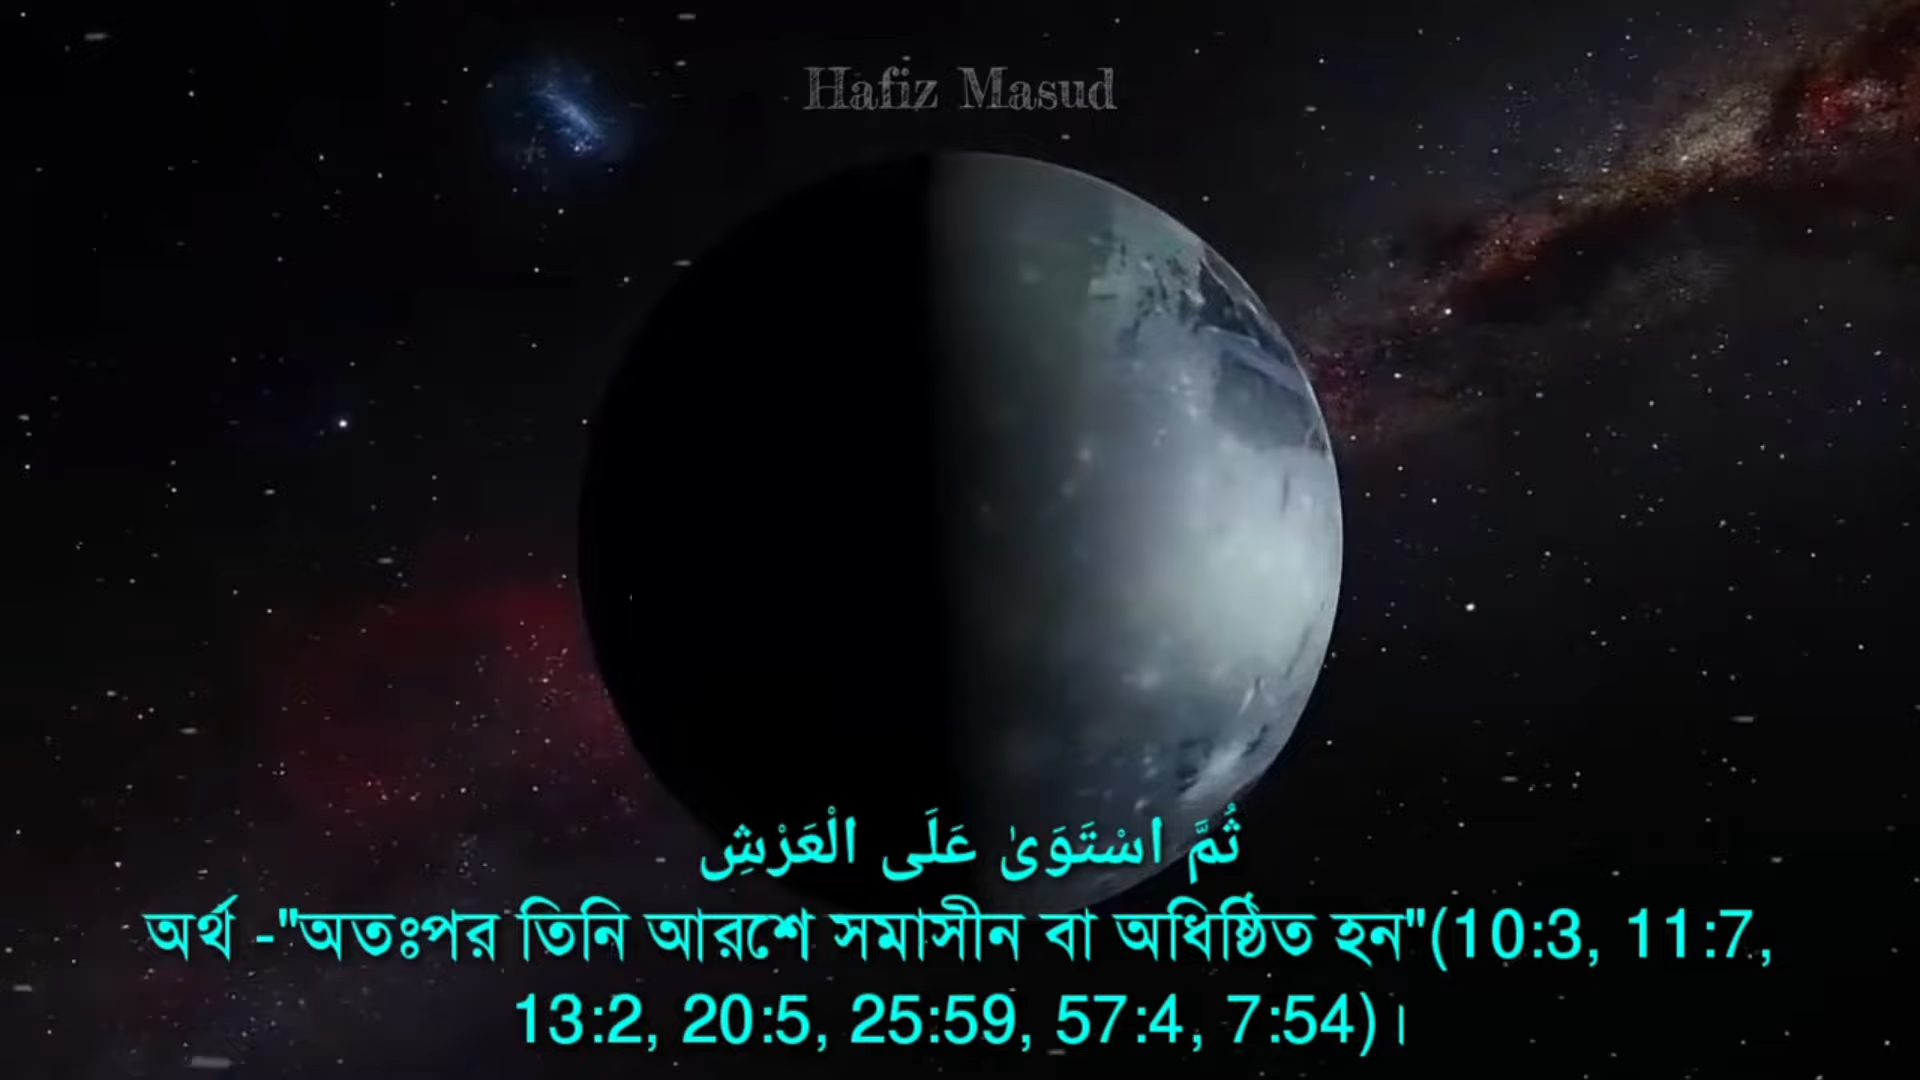 Hafiz Masud
ثُمَّ اسْتَوَىٰ عَلَى الْعَرْشِ
অর্থ -"অতঃপর তিনি আরশে সমাসীন বা অধিষ্ঠিত হন"(10:3, 11:7,
13:2, 20:5, 25:59, 57:4, 7:54)।